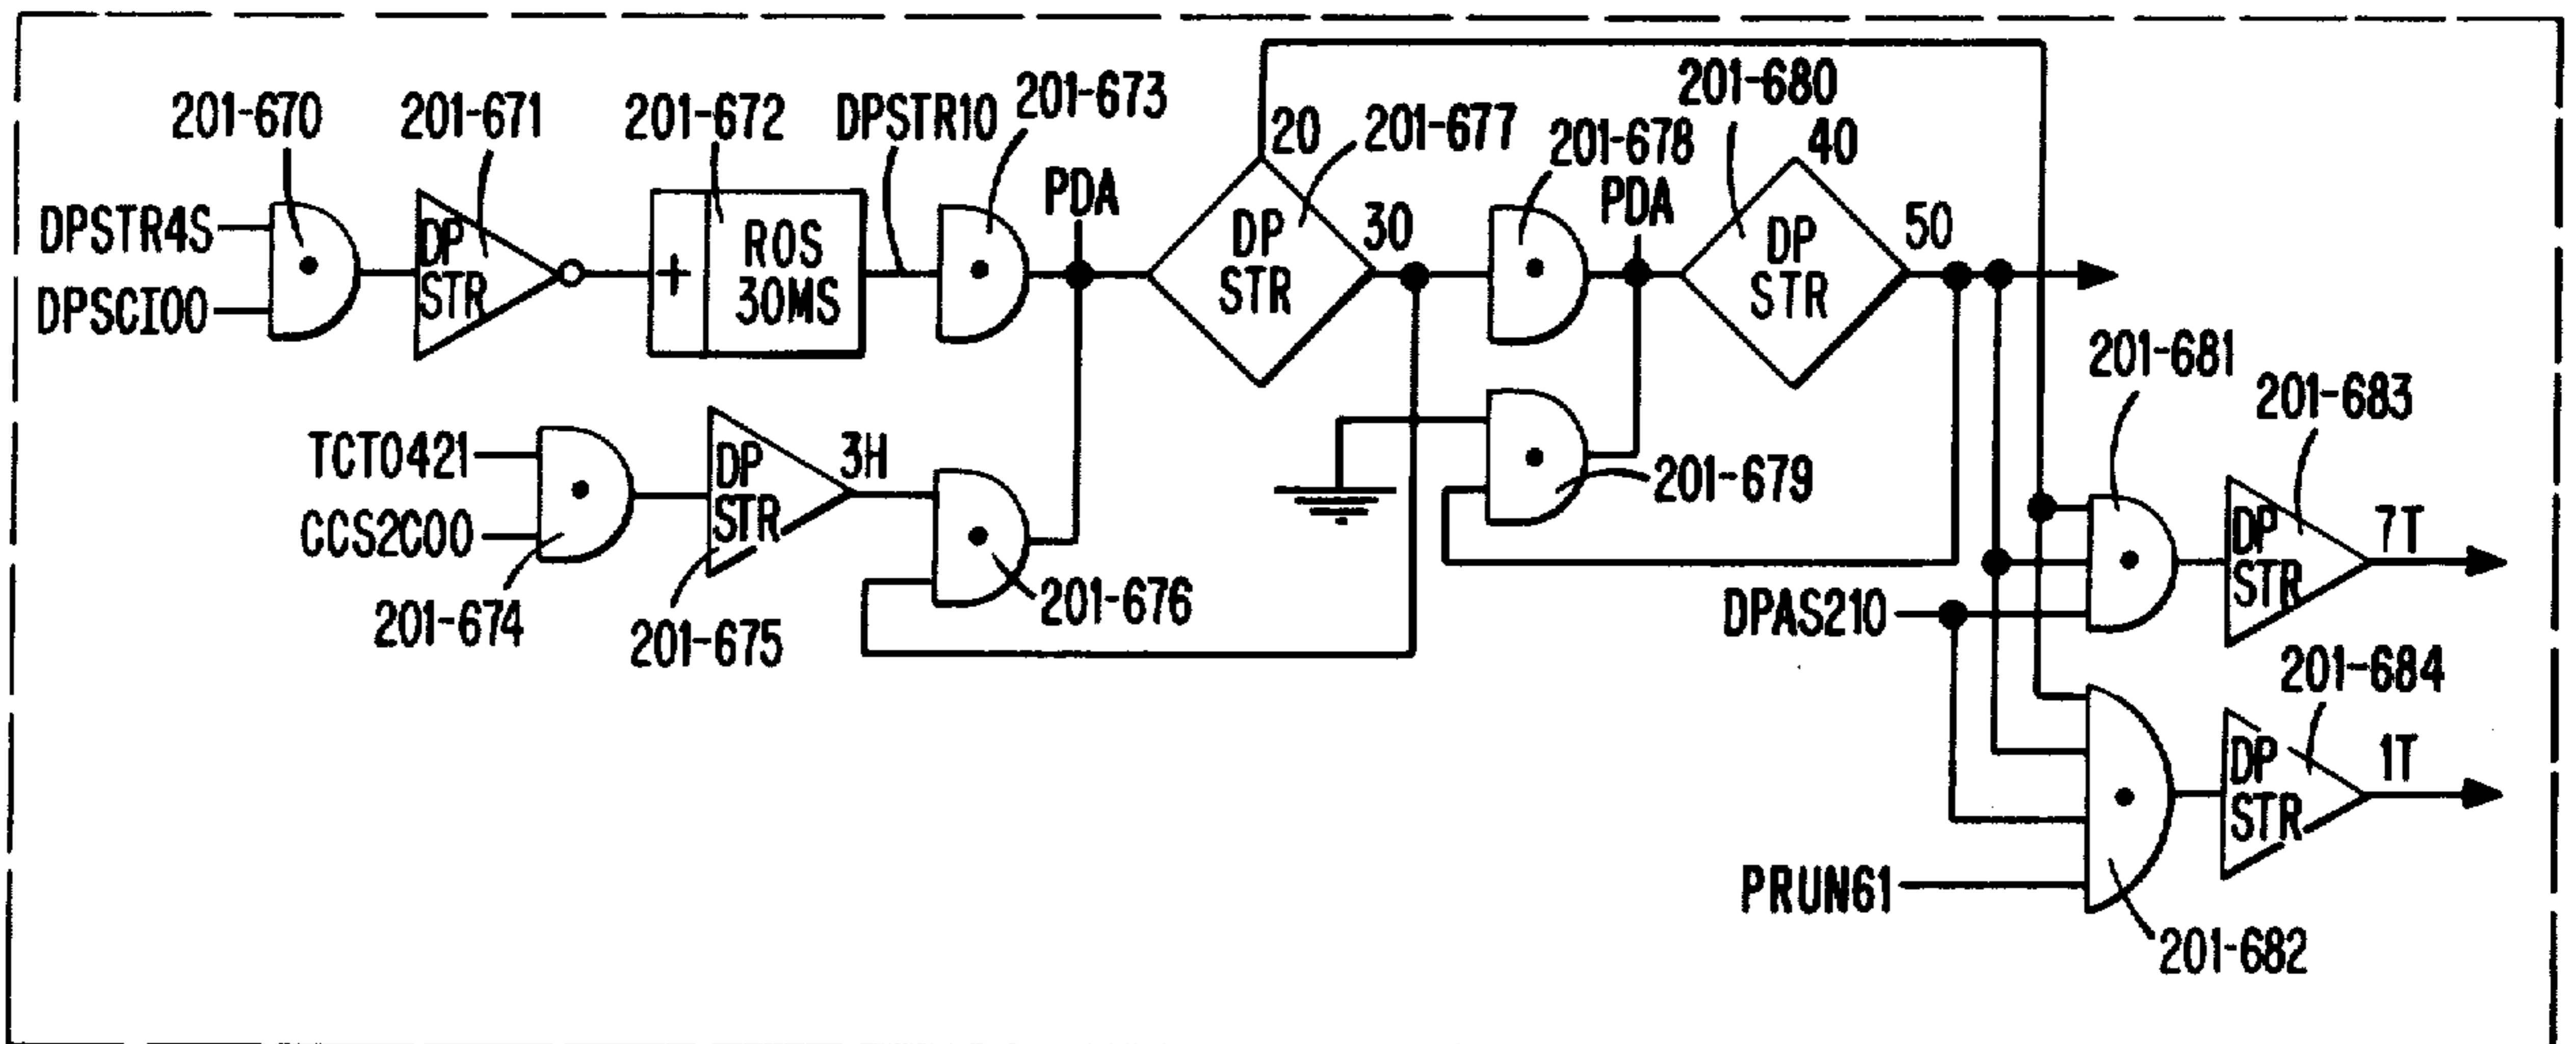 201-670
201-671
201-672
DPSTR10
201-673
PDA
20
201-677
201-678
PDA
201-680
40
DPSTR4S
DPSCI00
DP
STR
+
ROS
30MS
DP
STR
30
DP
STR
50
TCT0421
CCS2C00
201-674
DP
STR
3H
201-675
201-676
201-679
201-681
201-683
DPAS210
DP
STR
7T
201-684
DP
STR
1T
PRUN61
201-682